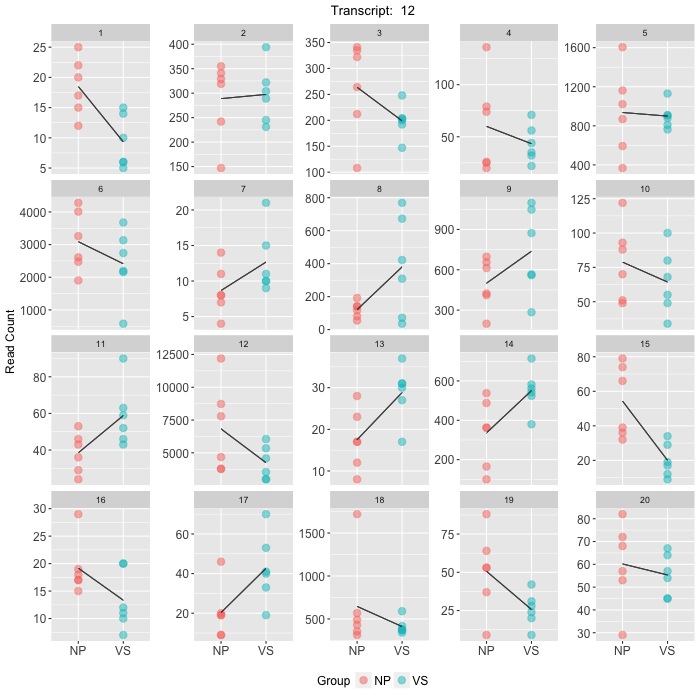 Transcript: 12
1 2 3 4 5
25 400 350 1600
20 350 300 100 1200
15 300 250
10 250 200 50 800
200 150
5 150 100 400
6 7 8 9 10
4000 20 800 125
3000 15 600 900 100
2000 10 400 600 75
1000 200 300 50
5 0
Read Count
11 12 13 14 15
80 12500 80
10000 30 600 60
60 7500 20 400 40
40 5000 10 200 20
16 17 18 19 20
30 1500 80
25 60 75 70
20 40 1000 50 60
15 50
10 20 500 25 40
30
NP VS NP VS NP VS NP VS NP VS
Group NP VS